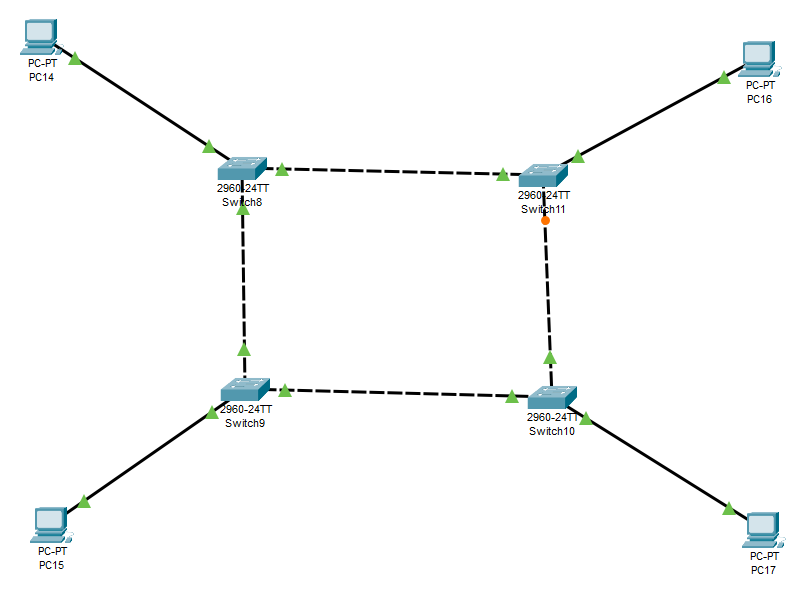 PC-PT
PC14
PC-PT
PC16
2960-24TT
Switch8
2960-24TT
Switch11
2960-24TT
Switch9
2960-24TT
Switch10
PC-PT
PC15
PC-PT
PC17